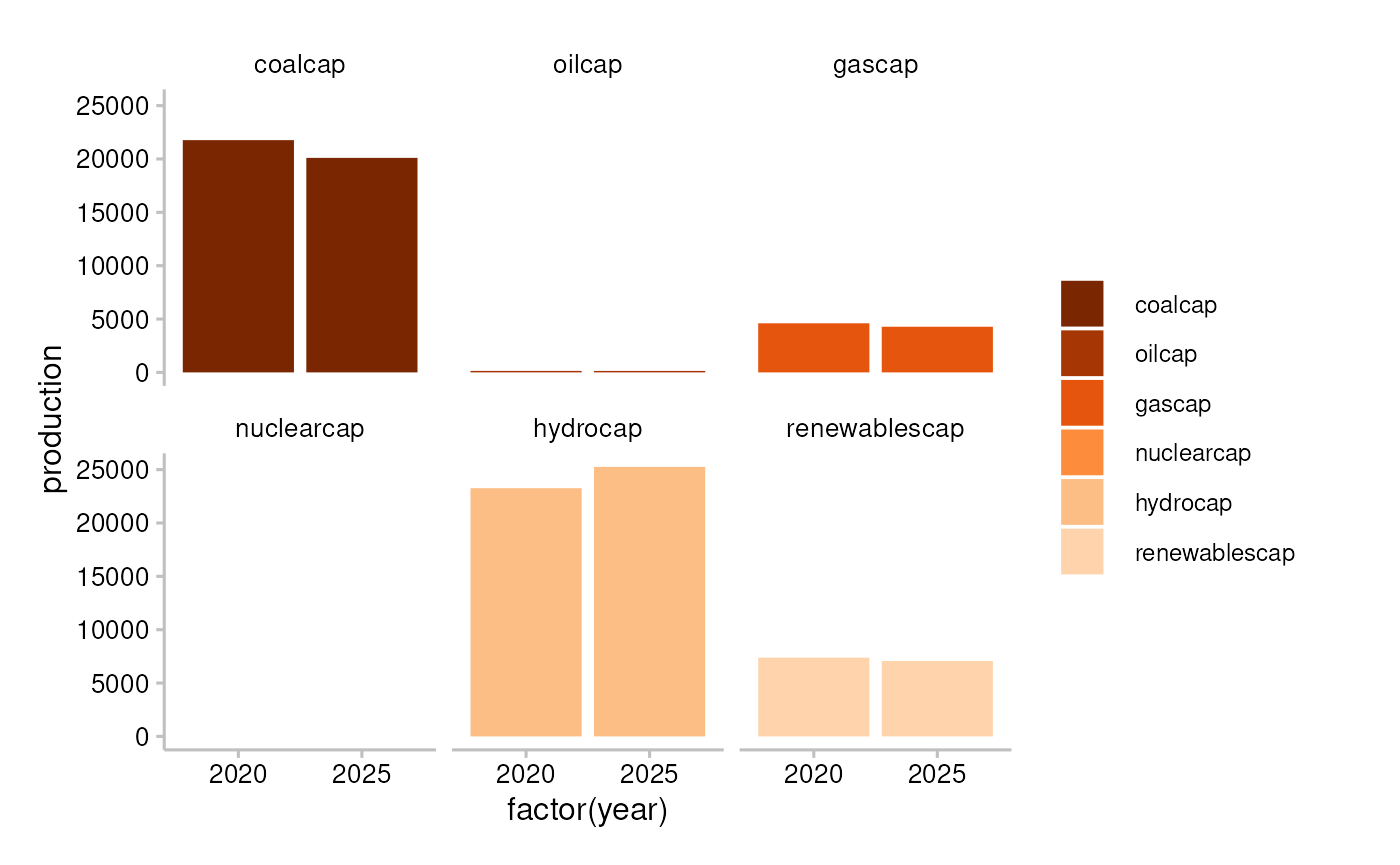 coalcap oilcap gascap
25000
20000
15000
10000
5000
0
production
nuclearcap hydrocap renewablescap
25000
20000
15000
10000
5000
0
2020 2025 2020 2025 2020 2025
factor(year)
coalcap
oilcap
gascap
nuclearcap
hydrocap
renewablescap